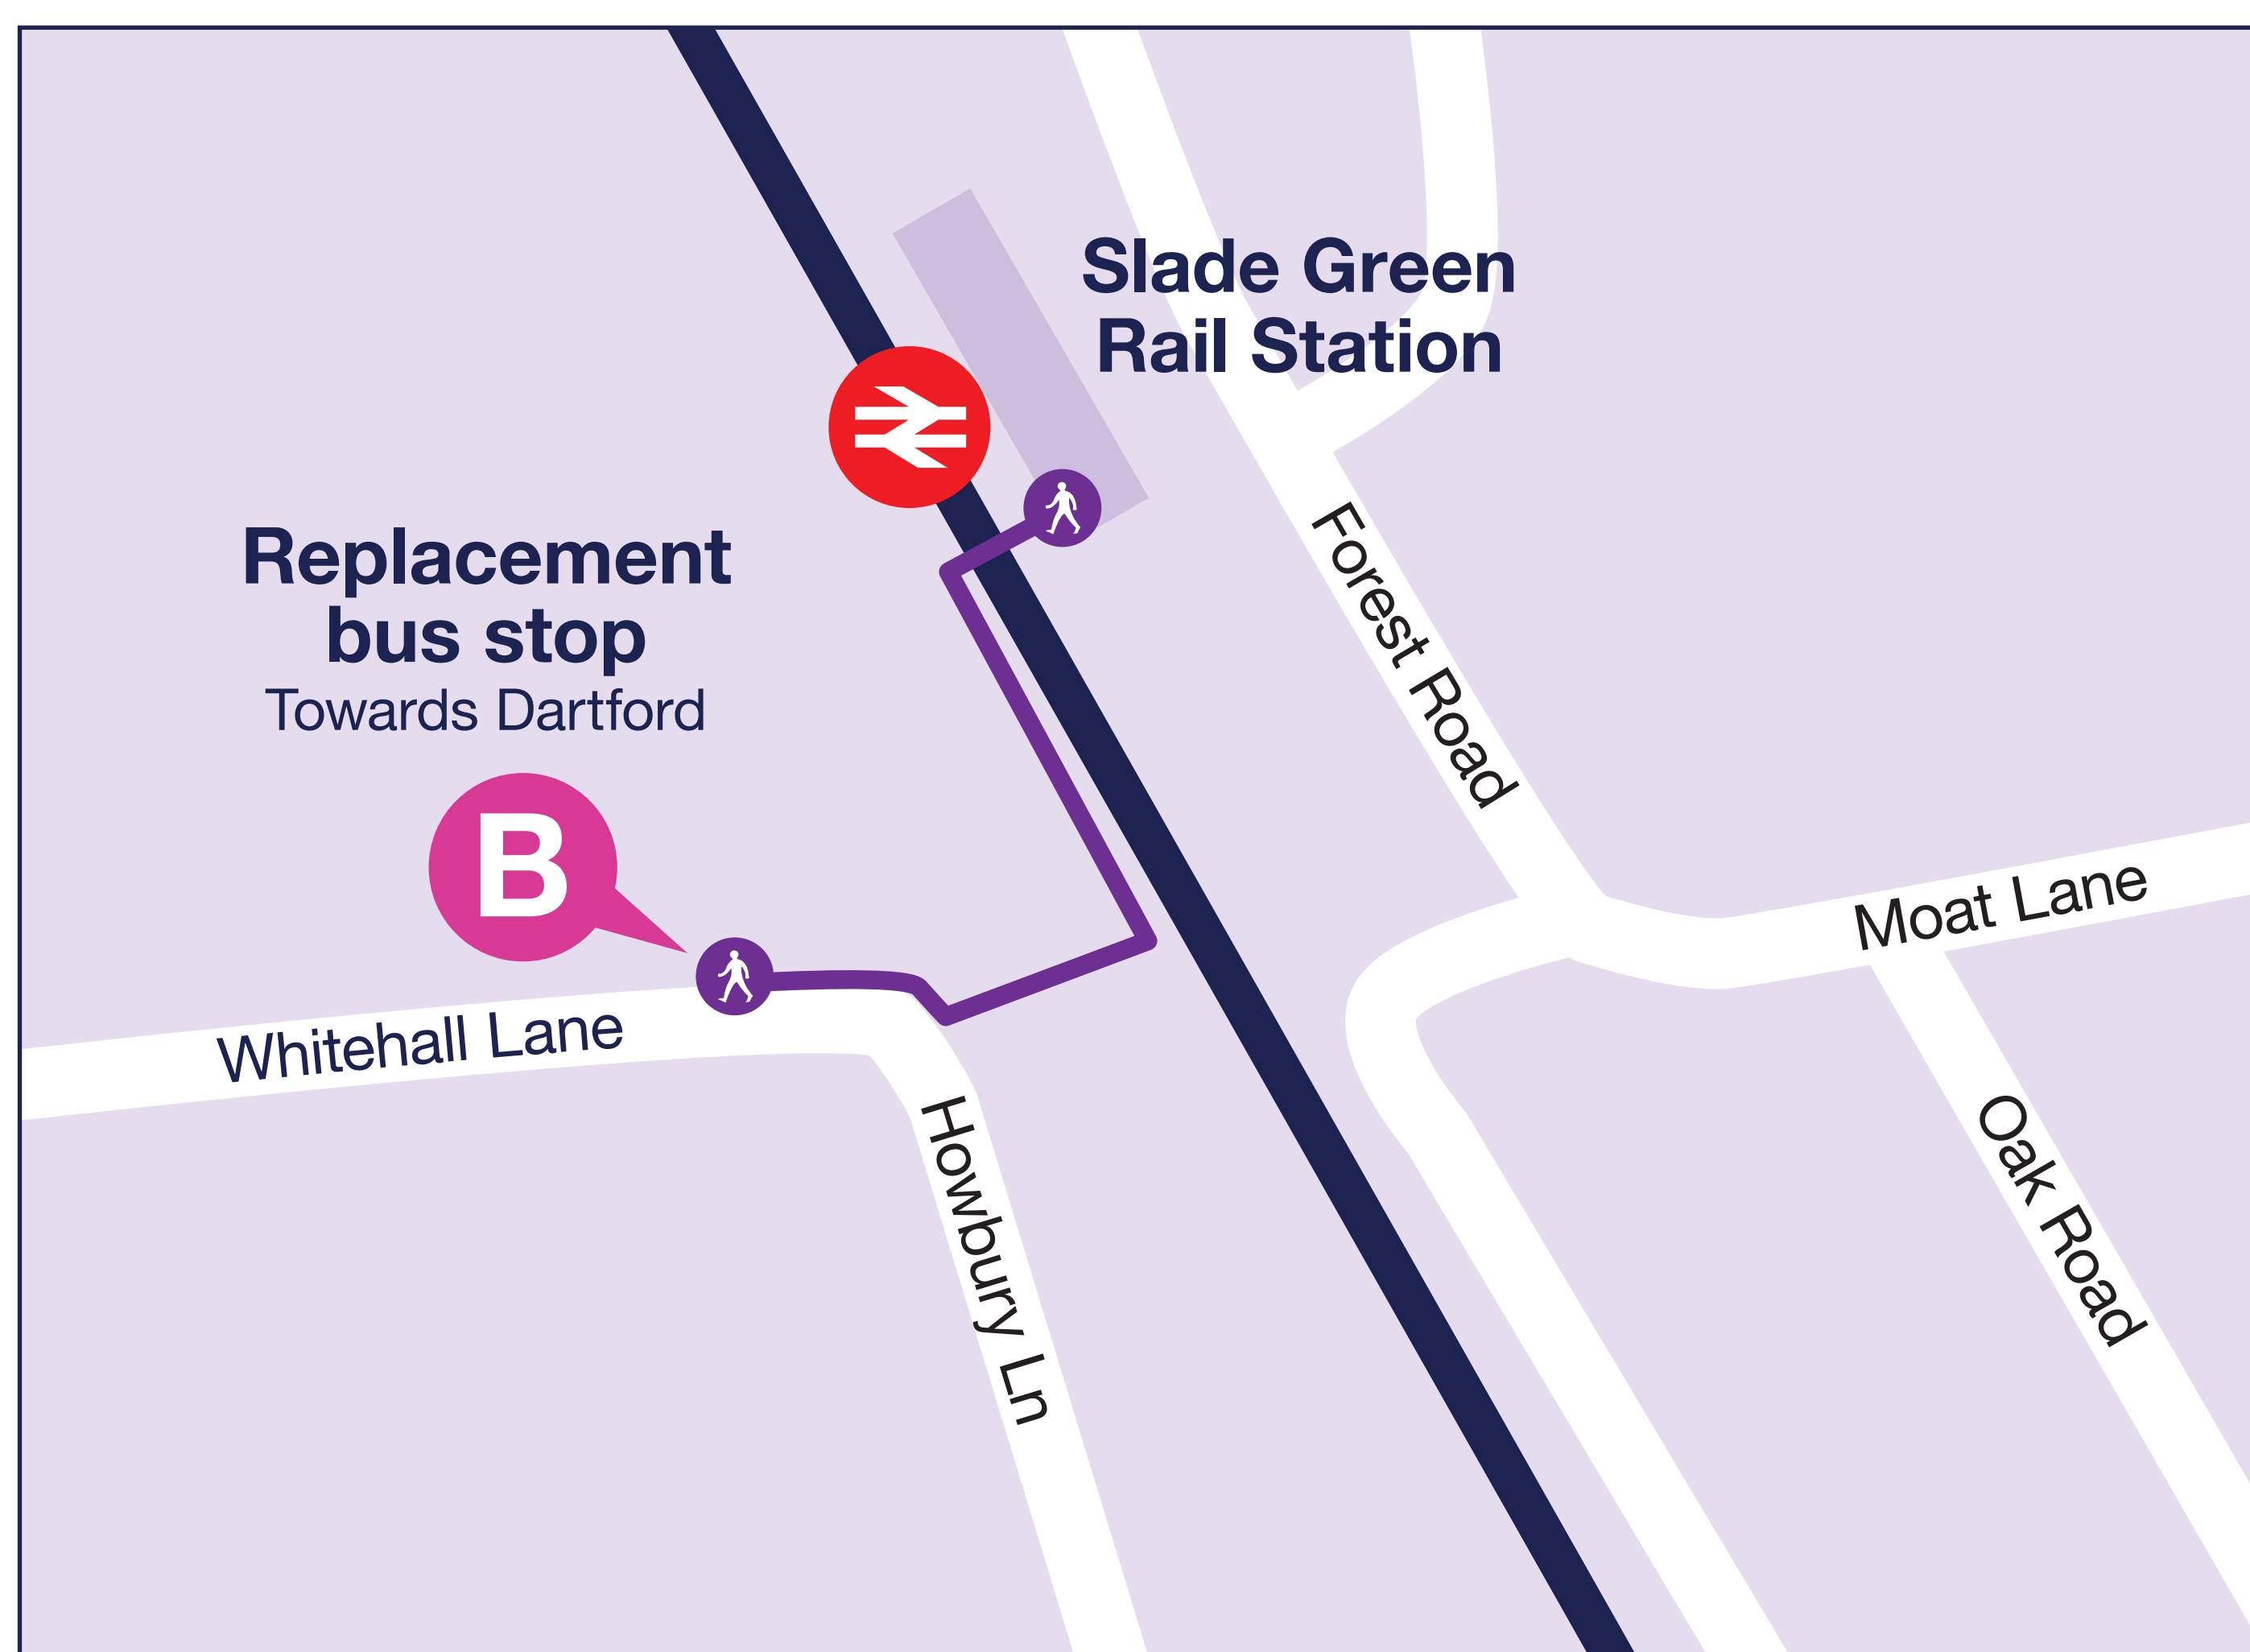 Slade Green
Rail Station
Replacement
bus stop
Towards Dartford
B
Forest Road
Moat Lane
Whitehall Lane
Howbury Ln
Oak Road